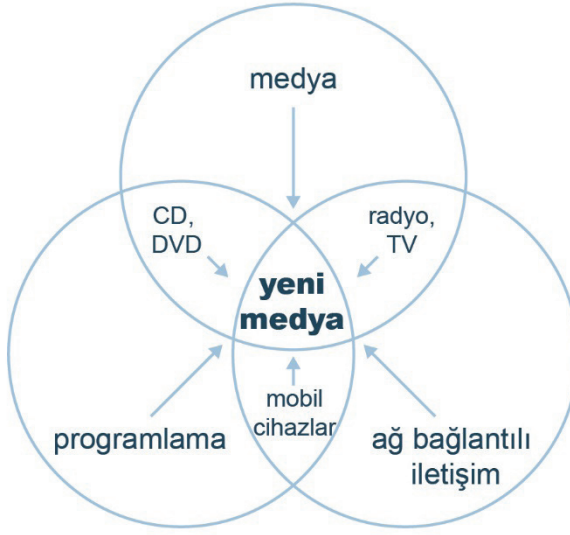 medya
CD,
DVD
radyo,
TV
yeni
medya
mobil
cihazlar
programlama
ağ bağlantılı
iletişim